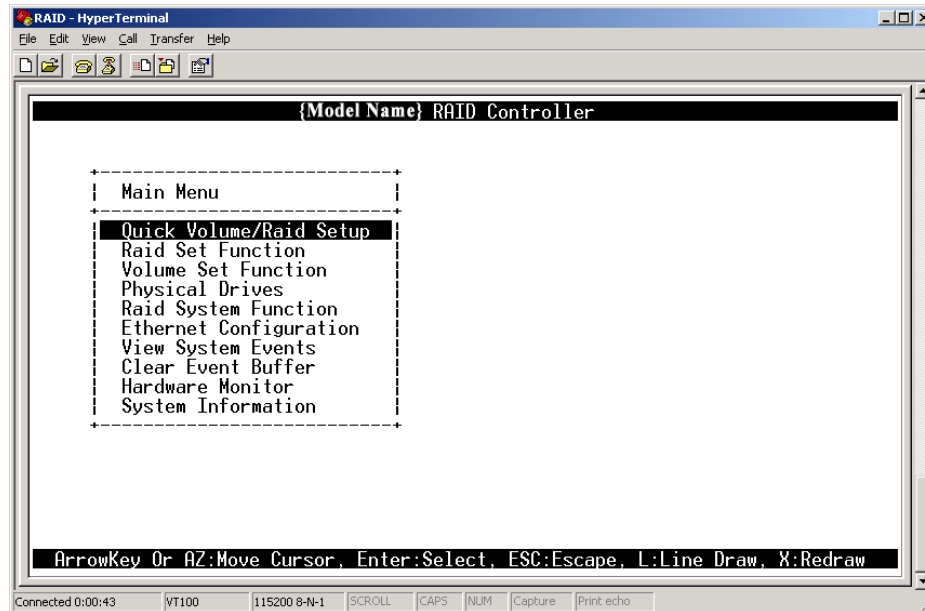 RAID - HyperTerminal
File Edit View Call Transfer Help
{Model Name} RAID Controller
Main Menu
Quick Volume/Raid Setup
Raid Set Function
Volume Set Function
Physical Drives
Raid System Function
Ethernet Configuration
View System Events
Clear Event Buffer
Hardware Monitor
System Information
ArrowKey Or AZ:Move Cursor, Enter:Select, ESC:Escape, L:Line Draw, X:Redraw
Connected 0:00:43 VT100 115200 8-N-1 SCROLL CAPS NUM Capture Print echo